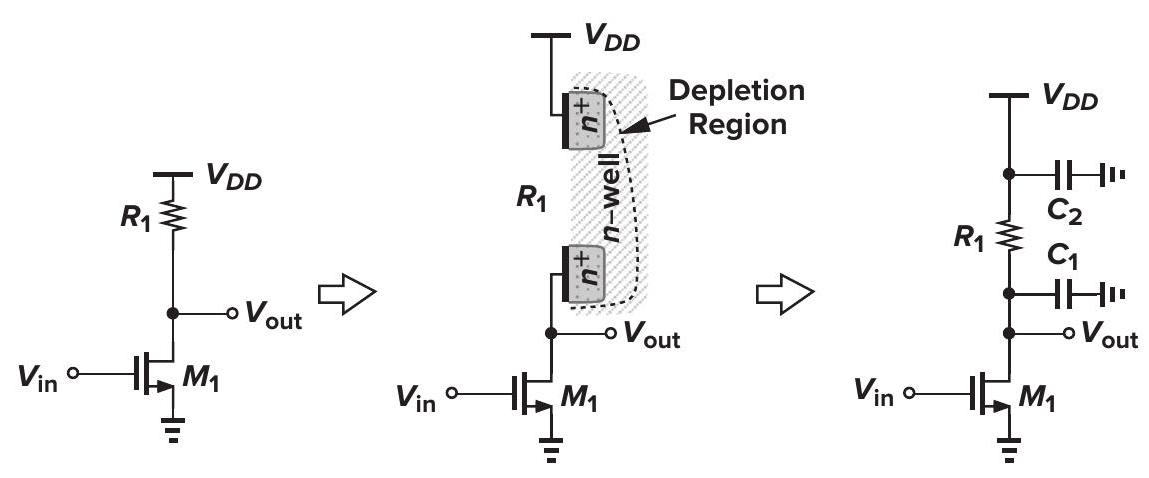 V_DD
R_1
V_out
V_in
M_1
V_DD
Depletion
Region
n+
n–well
R_1
n+
V_out
V_in
M_1
V_DD
C_2
R_1
C_1
V_out
V_in
M_1